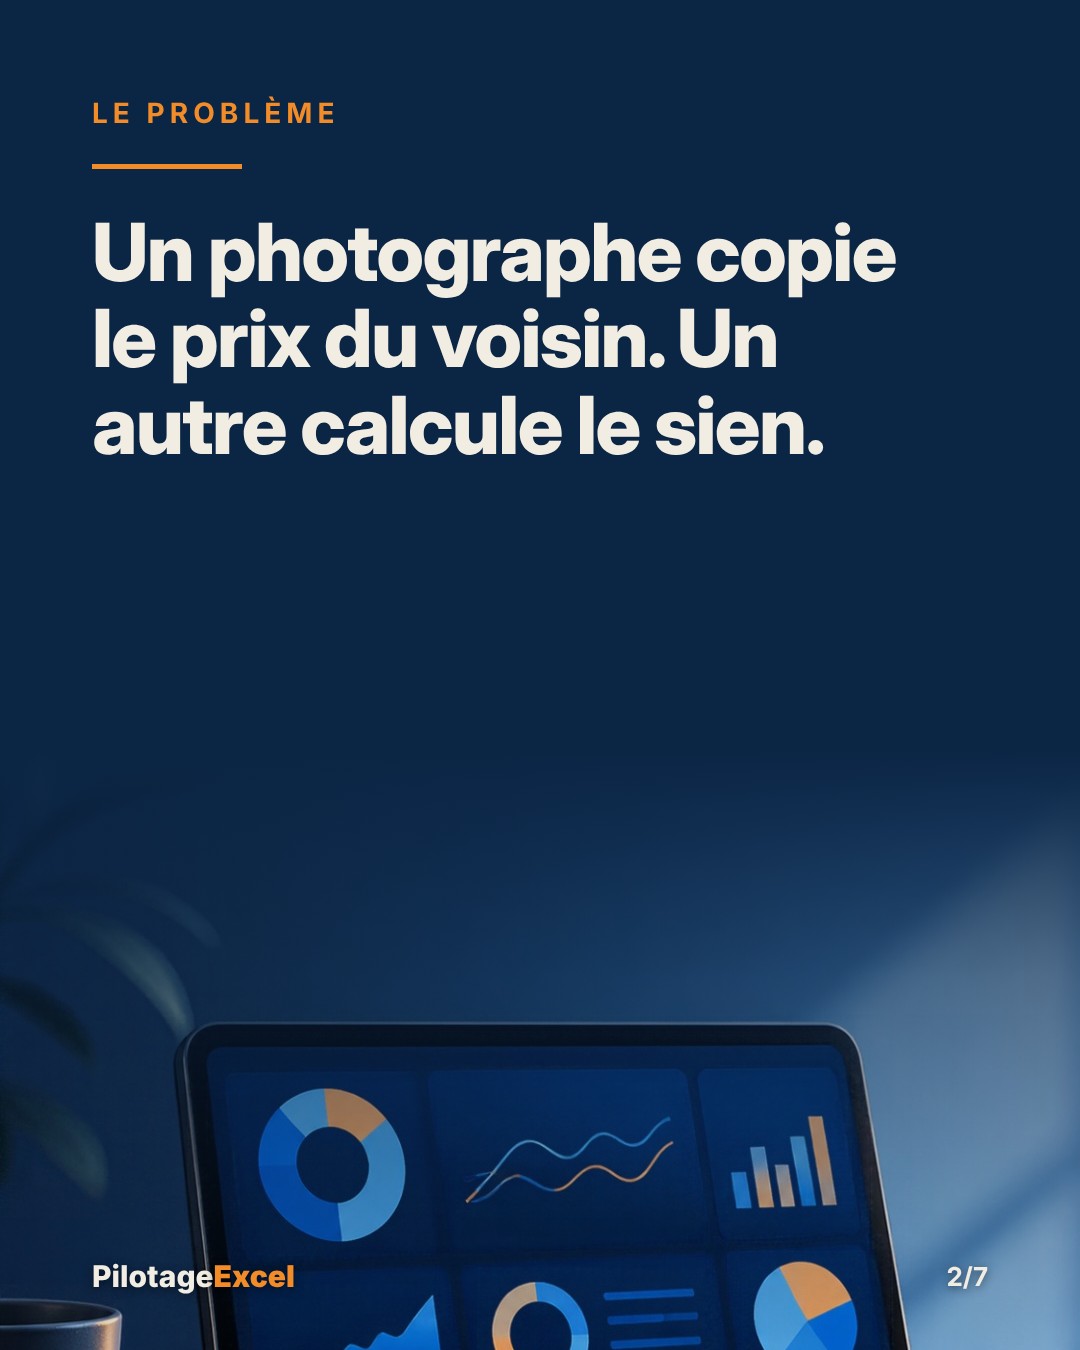 LE PROBLÈME
Un photographe copie
le prix du voisin. Un
autre calcule le sien.
PilotageExcel
2/7